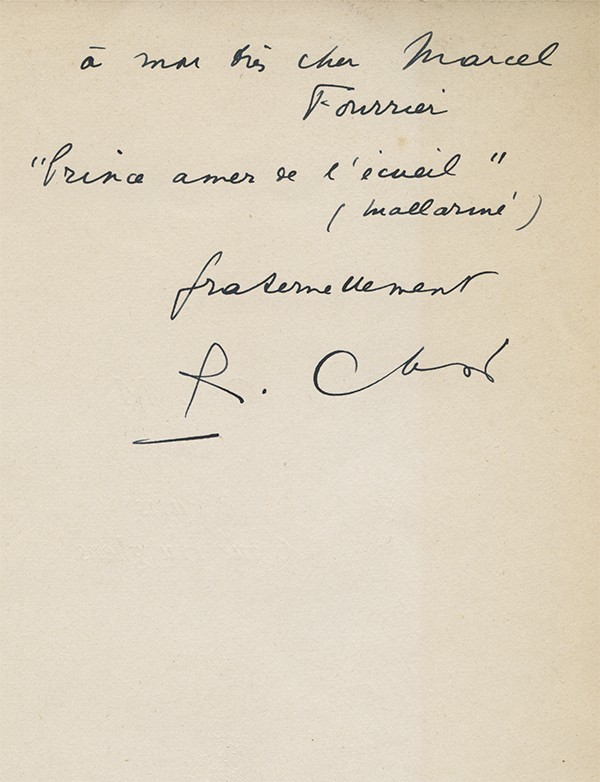 à mon très cher Marcel
Fourrier
"Prince amer de l'écueil"
(Mallarmé)
fraternellement
R. Char